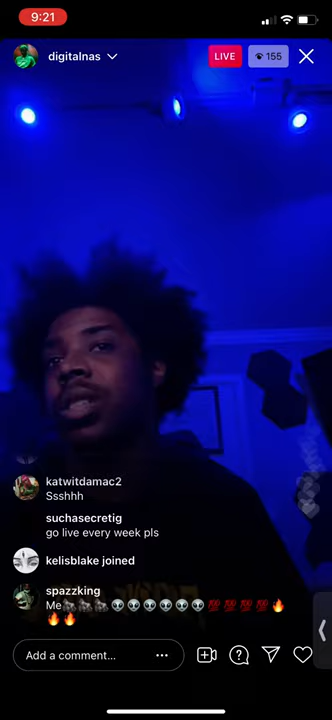 9:21
digitalnas
LIVE
155
katwitdamac2
Ssshhh
suchasecretig
go live every week pls
kelisblake joined
spazzking
Me🦍🦍🦍👽👽👽👽👽👽💯💯💯💯🔥
🔥🔥
Add a comment...